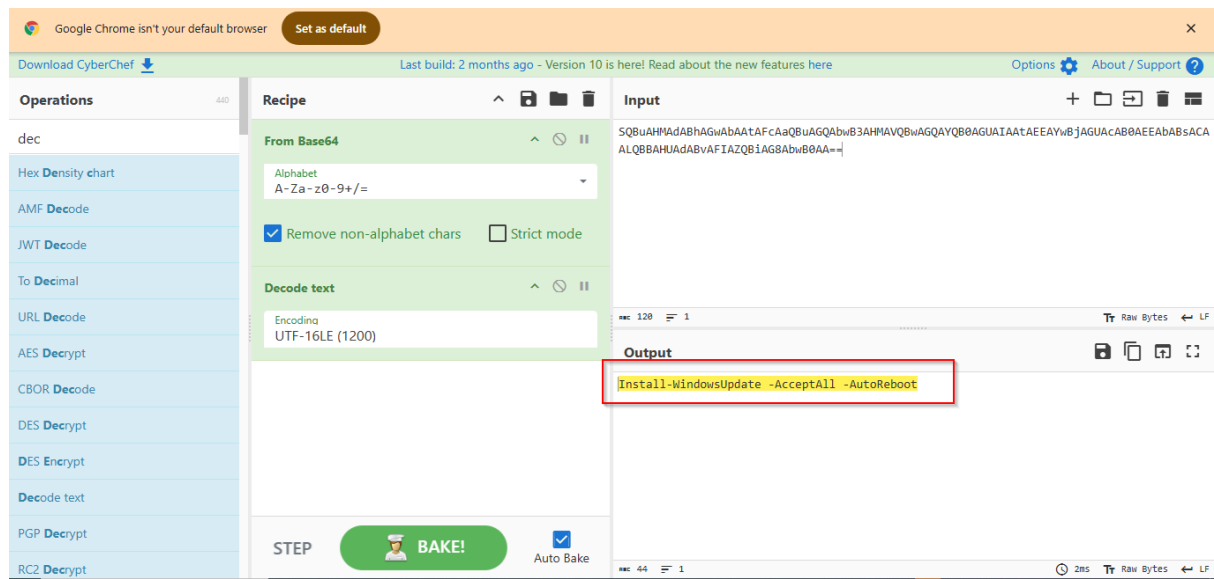 Google Chrome isn't your default browser
Set as default
Download CyberChef
Last build: 2 months ago - Version 10 is here! Read about the new features here
Options
About / Support
Operations
440
dec
Hex Density chart
AMF Decode
JWT Decode
To Decimal
URL Decode
AES Decrypt
CBOR Decode
DES Decrypt
DES Encrypt
Decode text
PGP Decrypt
RC2 Decrypt
Recipe
From Base64
Alphabet
A-Za-z0-9+/=
Remove non-alphabet chars
Strict mode
Decode text
Encoding
UTF-16LE (1200)
STEP
BAKE!
Auto Bake
Input
SQBuAHMAdABhAGwAbAAtAFcAaQBuAGQAbwB3AHMAVQBwAGQAYQB0AGUAIAAtAEEAYwBjAGUAcAB0AEEAbABsACA
ALQBBAHUAdABvAFIAZQBiAG8AbwB0AA==
120
1
Tт Raw Bytes
LF
Output
Install-WindowsUpdate -AcceptAll -AutoReboot
44
1
2ms
Tт Raw Bytes
LF